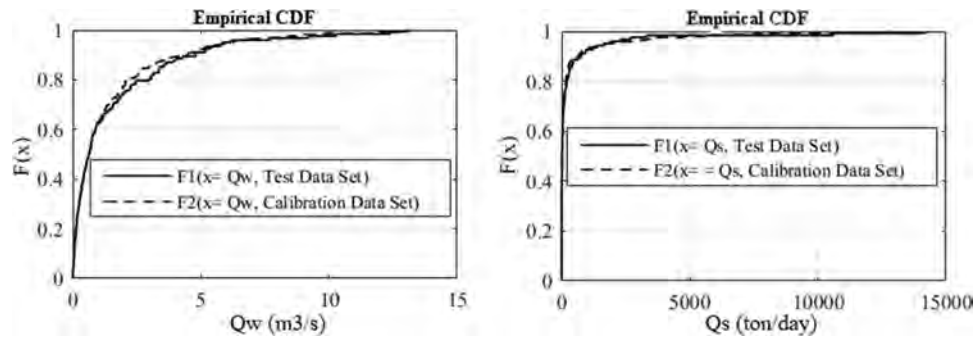 Empirical CDF
1
0.8
0.6
0.4
0.2
0
F(x)
F1(x= Qw, Test Data Set)
F2(x= Qw, Calibration Data Set)
0
5
10
15
Qw (m3/s)
Empirical CDF
1
0.8
0.6
0.4
0.2
0
F(x)
F1(x= Qs, Test Data Set)
F2(x= = Qs, Calibration Data Set)
0
5000
10000
15000
Qs (ton/day)